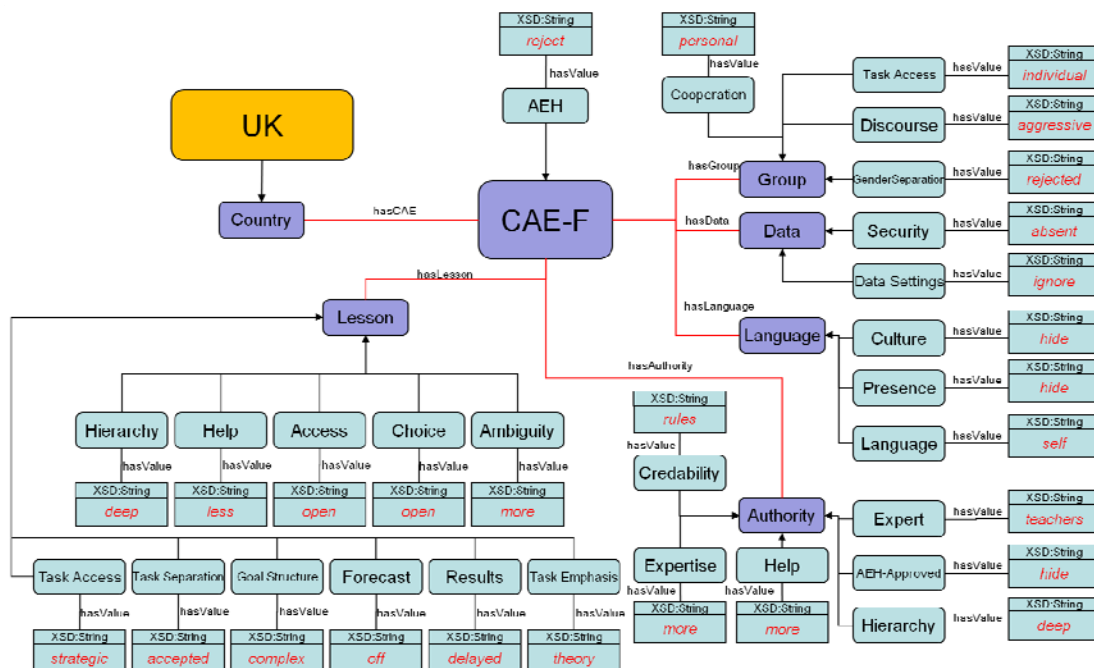 XSD:String
reject
hasValue
AEH
XSD:String
personal
hasValue
Cooperation
Task Access
hasValue
XSD:String
individual
Discourse
hasValue
XSD:String
aggressive
UK
hasGroup
Group
GenderSeparation
hasValue
XSD:String
rejected
Country
hasCAE
CAE-F
hasData
Data
Security
hasValue
XSD:String
absent
Data Settings
hasValue
XSD:String
ignore
hasLesson
Lesson
hasLanguage
Language
Culture
hasValue
XSD:String
hide
Presence
hasValue
XSD:String
hide
Language
hasValue
XSD:String
self
hasAuthority
Hierarchy
Help
Access
Choice
Ambiguity
hasValue
hasValue
hasValue
hasValue
hasValue
XSD:String
XSD:String
XSD:String
XSD:String
XSD:String
deep
less
open
open
more
XSD:String
rules
hasValue
Credability
Authority
Expert
hasValue
XSD:String
teachers
Expertise
Help
AEH-Approved
hasValue
XSD:String
hide
hasValue
hasValue
XSD:String
XSD:String
more
more
Hierarchy
hasValue
XSD:String
deep
Task Access
Task Separation
Goal Structure
Forecast
Results
Task Emphasis
hasValue
hasValue
hasValue
hasValue
hasValue
hasValue
XSD:String
XSD:String
XSD:String
XSD:String
XSD:String
XSD:String
strategic
accepted
complex
off
delayed
theory